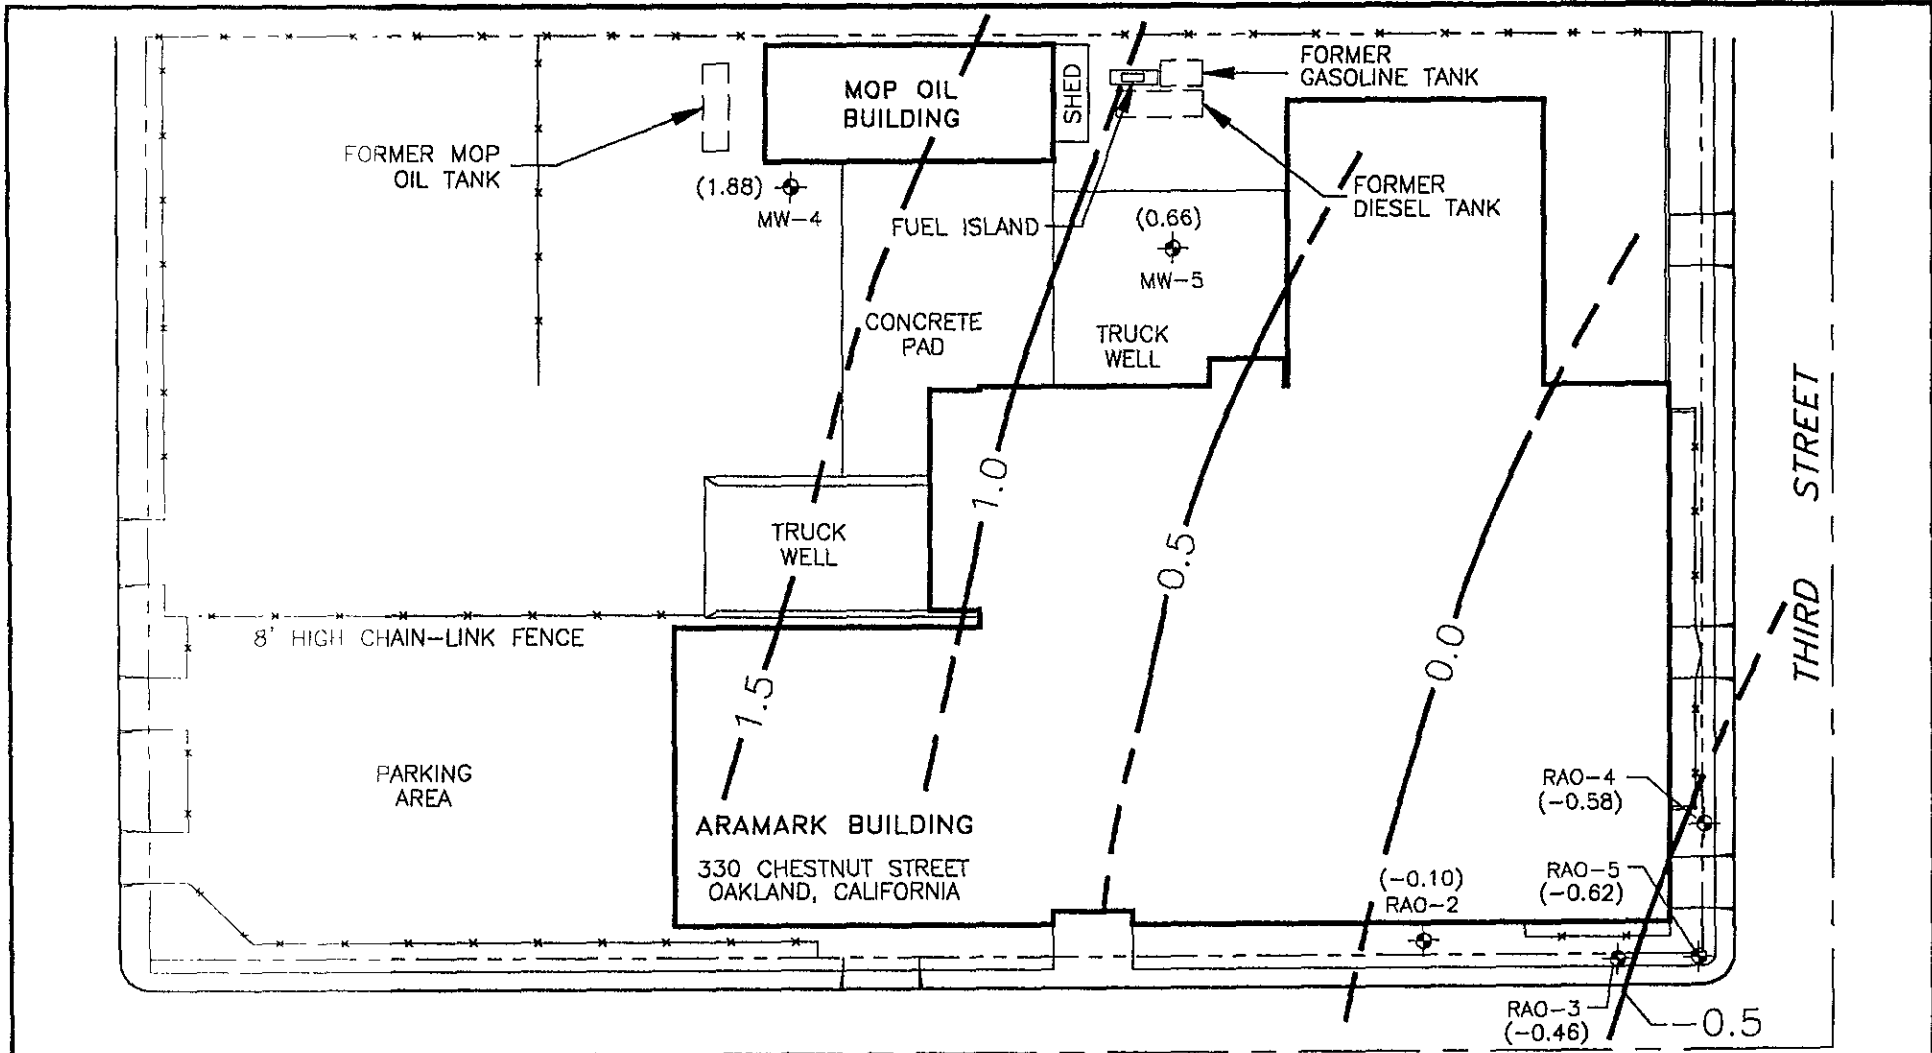 FORMER
GASOLINE TANK
MOP OIL
BUILDING
SHED
FORMER MOP
OIL TANK
(1.88)
MW-4
FUEL ISLAND
(0.66)
MW-5
FORMER
DIESEL TANK
CONCRETE
PAD
TRUCK
WELL
THIRD STREET
1.0
0.5
TRUCK
WELL
0.0
8' HIGH CHAIN-LINK FENCE
1.5
PARKING
AREA
RAO-4
(-0.58)
ARAMARK BUILDING
330 CHESTNUT STREET
OAKLAND, CALIFORNIA
(-0.10)
RAO-2
RAO-5
(-0.62)
RAO-3
(-0.46)
-0.5